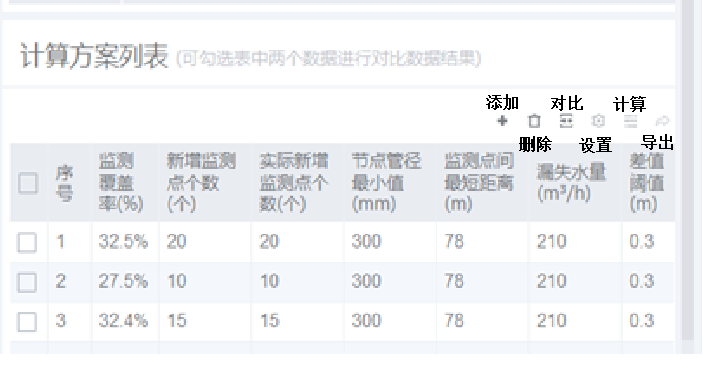 计算方案列表 (可勾选表中两个数据进行对比数据结果)
添加 对比 计算
删除 设置 导出
序号 监测覆盖率(%) 新增监测点个数(个) 实际新增监测点个数(个) 节点管径最小值(mm) 监测点间最短距离(m) 漏失水量(m³/h) 差值阈值(m)
1 32.5% 20 20 300 78 210 0.3
2 27.5% 10 10 300 78 210 0.3
3 32.4% 15 15 300 78 210 0.3